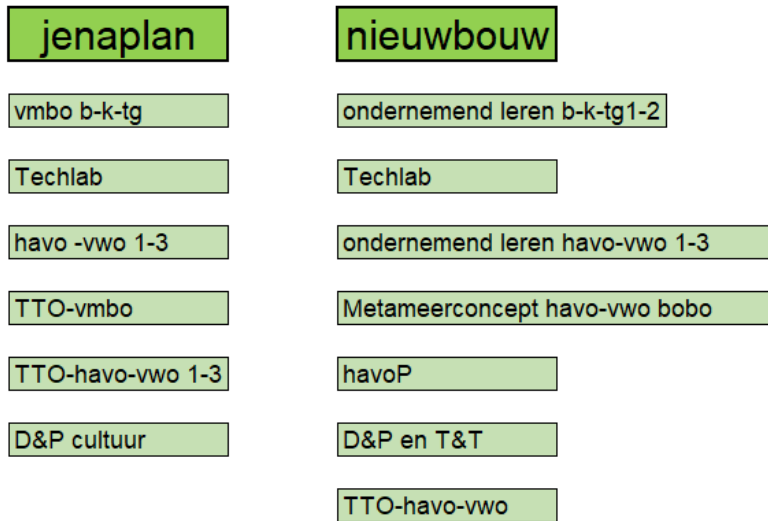 jenaplan
vmbo b-k-tg
Techlab
havo -vwo 1-3
TTO-vmbo
TTO-havo-vwo 1-3
D&P cultuur
nieuwbouw
ondernemend leren b-k-tg1-2
Techlab
ondernemend leren havo-vwo 1-3
Metameerconcept havo-vwo bobo
havoP
D&P en T&T
TTO-havo-vwo